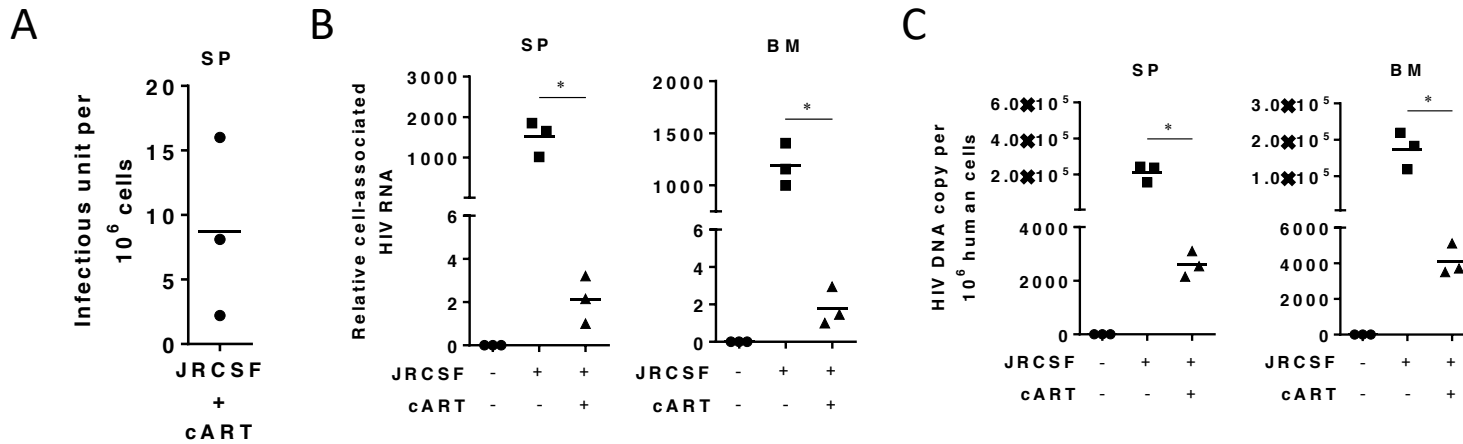 A
SP
Infectious unit per
10⁶ cells
20
15
10
5
0
JRCSF
+
cART
B
SP
Relative cell-associated
HIV RNA
3000
2000
1000
6
4
2
0
*
JRCSF - + +
cART - - +
BM
2000
1500
1000
6
4
2
0
*
C
SP
HIV DNA copy per
10⁶ human cells
6.0✖10⁵
4.0✖10⁵
2.0✖10⁵
4000
2000
0
*
JRCSF - + +
cART - - +
BM
3.0✖10⁵
2.0✖10⁵
1.0✖10⁵
6000
4000
2000
0
*
JRCSF - + +
cART - - +
- + +
- - +